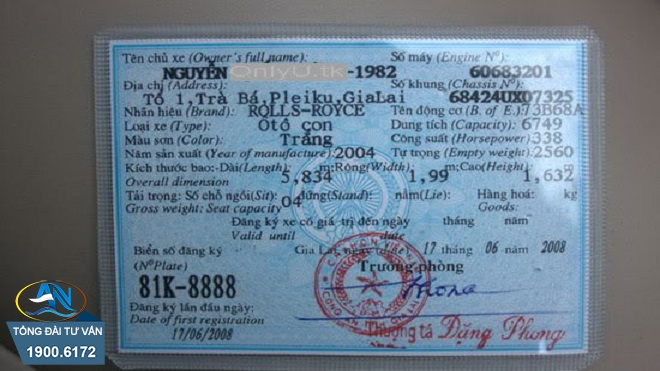 Tên chủ xe (Owner's full name): Số máy (Engine Nº):
NGUYỄN OnlyU.tk -1982 60683201
Địa chỉ (Address): Số khung (Chassis Nº):
Tổ 1,Trà Bá,Pleiku,GiaLai 68424UX07325
Nhãn hiệu (Brand): ROLLS-ROYCE Tên động cơ (B. of E.): 73B68A
Loại xe (Type): Ôtô con Dung tích (Capacity): 6749
Màu sơn (Color): Trắng Công suất (Horsepower): 338
Năm sản xuất (Year of manufacture): 2004 Tự trọng (Empty weight): 2560
Kích thước bao:-Dài(Length) m:Rộng(Width) m:Cao(Height) m
Overall dimension 5,834 1,99 1,632
Tải trọng: Số chỗ ngồi(Sit): Đứng(Stand): Nằm(Lie): Hàng hoá: kg
Gross weight: Seat capacity 04 Goods:
Đăng ký xe có giá trị đến ngày tháng năm
Valid until date
Biển số đăng ký Gia Lai, ngày 17 tháng 06 năm 2008
(NºPlate) Trưởng phòng
81K-8888
Đăng ký lần đầu ngày:
Date of first registration
17/06/2008 Thượng tá Đặng Phong
AN
TỔNG ĐÀI TƯ VẤN
1900.6172